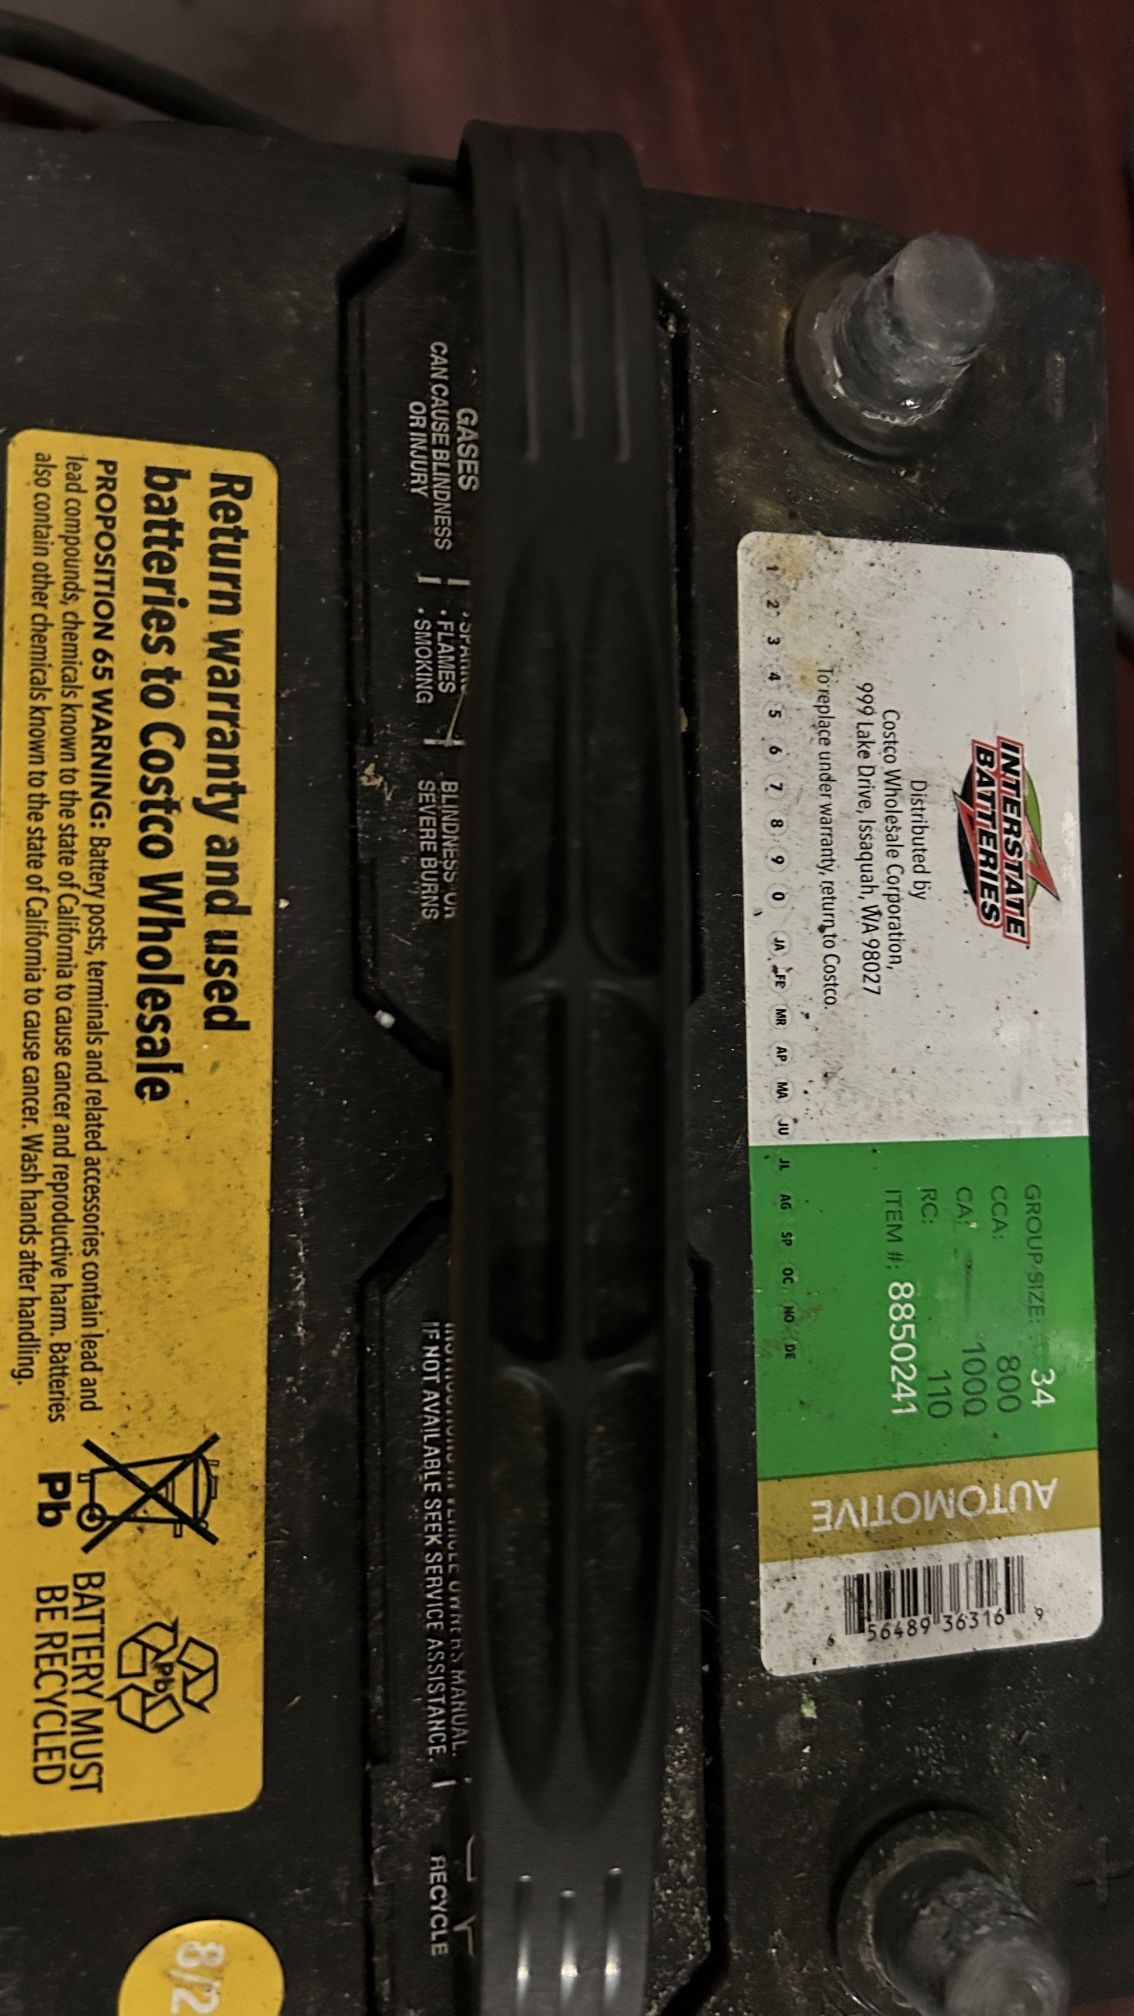 INTERSTATE
BATTERIES
Distributed by
Costco Wholesale Corporation,
999 Lake Drive, Issaquah, WA 98027
To replace under warranty, return to Costco.
1 2 3 4 5 6 7 8 9 0 JA FE MR AP MA JU JL AG SP OC NO DE
GROUP SIZE: 34
CCA: 800
CA: 1000
RC: 110
ITEM #: 8850241
AUTOMOTIVE
6 56489 36316 9
GASES
CAN CAUSE BLINDNESS
OR INJURY
• FLAMES
• SMOKING
BLINDNESS OR
SEVERE BURNS
MANUAL.
IF NOT AVAILABLE SEEK SERVICE ASSISTANCE.
RECYCLE
Return warranty and used
batteries to Costco Wholesale
PROPOSITION 65 WARNING: Battery posts, terminals and related accessories contain lead and
lead compounds, chemicals known to the state of California to cause cancer and reproductive harm. Batteries
also contain other chemicals known to the state of California to cause cancer. Wash hands after handling.
Pb
Pb
BATTERY MUST
BE RECYCLED
8/2
+